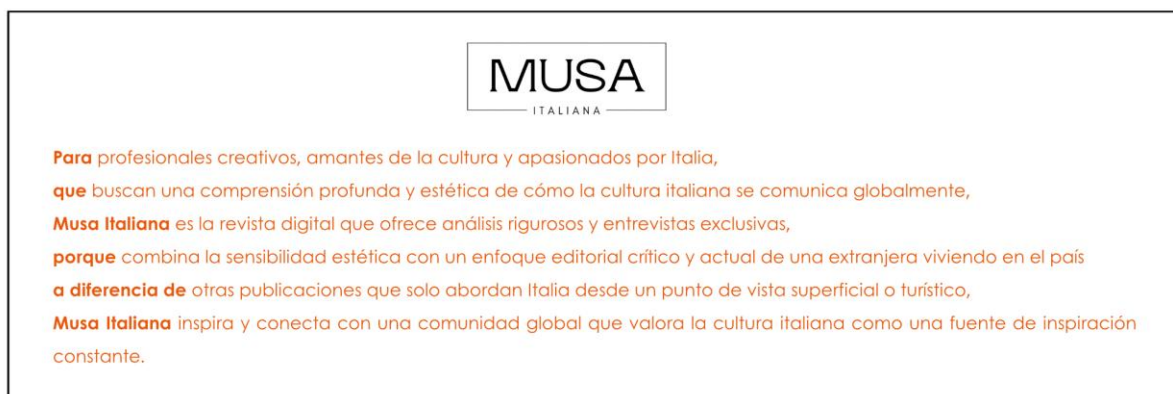 MUSA
ITALIANA
Para profesionales creativos, amantes de la cultura y apasionados por Italia,
que buscan una comprensión profunda y estética de cómo la cultura italiana se comunica globalmente,
Musa Italiana es la revista digital que ofrece análisis rigurosos y entrevistas exclusivas,
porque combina la sensibilidad estética con un enfoque editorial crítico y actual de una extranjera viviendo en el país
a diferencia de otras publicaciones que solo abordan Italia desde un punto de vista superficial o turístico,
Musa Italiana inspira y conecta con una comunidad global que valora la cultura italiana como una fuente de inspiración
constante.